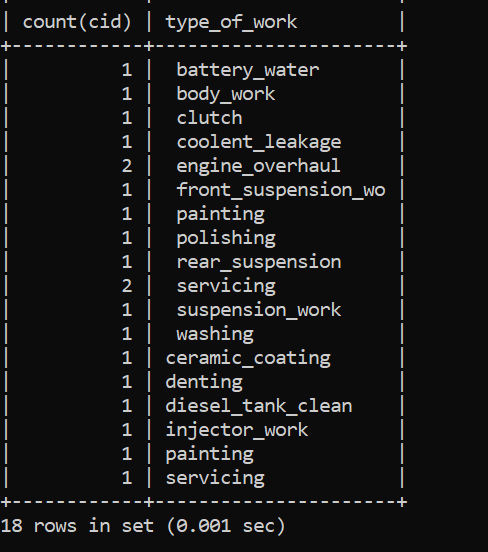 | count(cid) | type_of_work         |
+------------+----------------------+
|          1 |  battery_water       |
|          1 |  body_work           |
|          1 |  clutch              |
|          1 |  coolent_leakage     |
|          2 |  engine_overhaul     |
|          1 |  front_suspension_wo |
|          1 |  painting            |
|          1 |  polishing           |
|          1 |  rear_suspension     |
|          2 |  servicing           |
|          1 |  suspension_work     |
|          1 |  washing             |
|          1 | ceramic_coating      |
|          1 | denting              |
|          1 | diesel_tank_clean    |
|          1 | injector_work        |
|          1 | painting             |
|          1 | servicing            |
+------------+----------------------+
18 rows in set (0.001 sec)